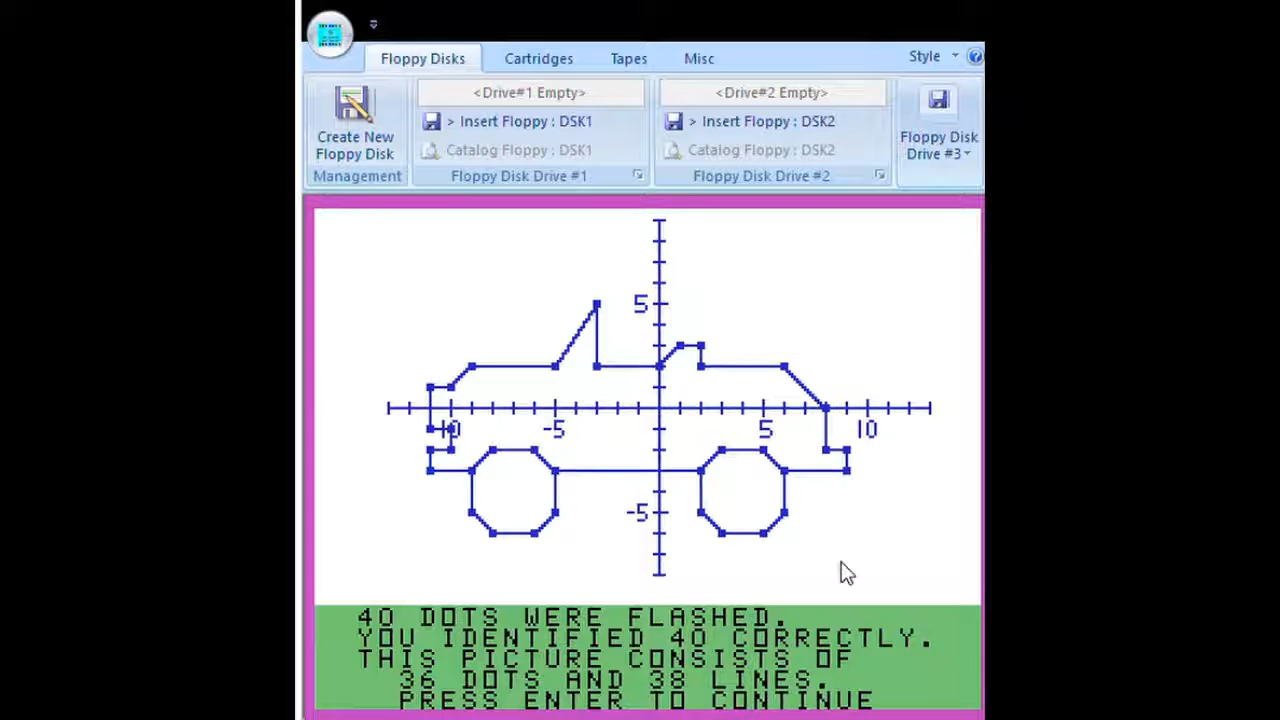 Floppy Disks Cartridges Tapes Misc Style
<Drive#1 Empty> <Drive#2 Empty>
> Insert Floppy : DSK1 > Insert Floppy : DSK2
Create New Floppy Disk
Catalog Floppy : DSK1 Catalog Floppy : DSK2
Floppy Disk Drive #3
Management Floppy Disk Drive #1 Floppy Disk Drive #2
5
-10 -5 5 10
-5
40 DOTS WERE FLASHED.
YOU IDENTIFIED 40 CORRECTLY.
THIS PICTURE CONSISTS OF
36 DOTS AND 38 LINES.
PRESS ENTER TO CONTINUE